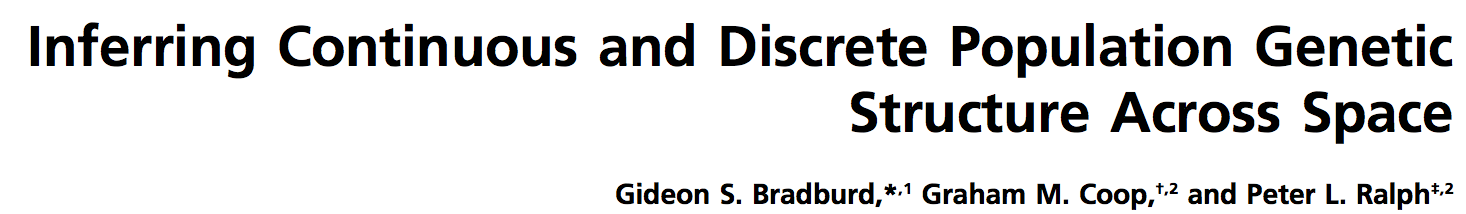 Inferring Continuous and Discrete Population Genetic
Structure Across Space
Gideon S. Bradburd,*,1 Graham M. Coop,†,2 and Peter L. Ralph‡,2